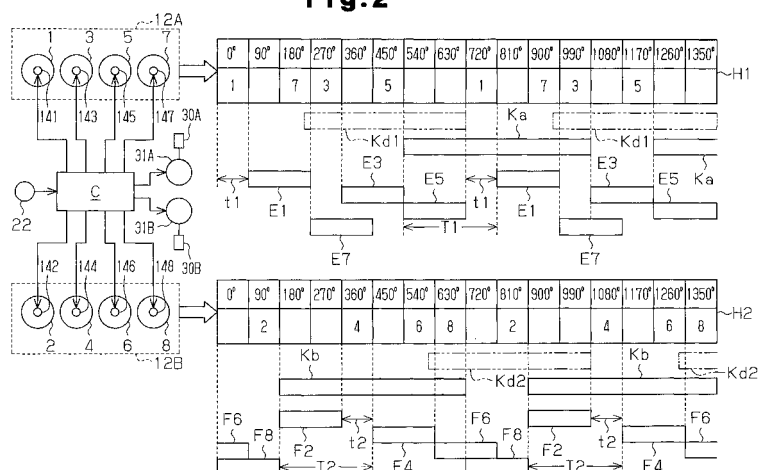 Fig.2
12A
1 3 5 7
141 143 145 147
30A
31A
C
22
31B
30B
142 144 146 148
2 4 6 8
12B
0° 90° 180° 270° 360° 450° 540° 630° 720° 810° 900° 990° 1080° 1170° 1260° 1350°
1 7 3 5 1 7 3 5
H1
Kd1 Ka Kd1 Ka
t1 E1 E3 E5 t1 E1 E3 E5
E7 T1 E7
0° 90° 180° 270° 360° 450° 540° 630° 720° 810° 900° 990° 1080° 1170° 1260° 1350°
2 4 6 8 2 4 6 8
H2
Kb Kd2 Kb Kd2
F6 F8 F2 t2 F6 F8 F2 t2 F6
T2 F4 T2 F4